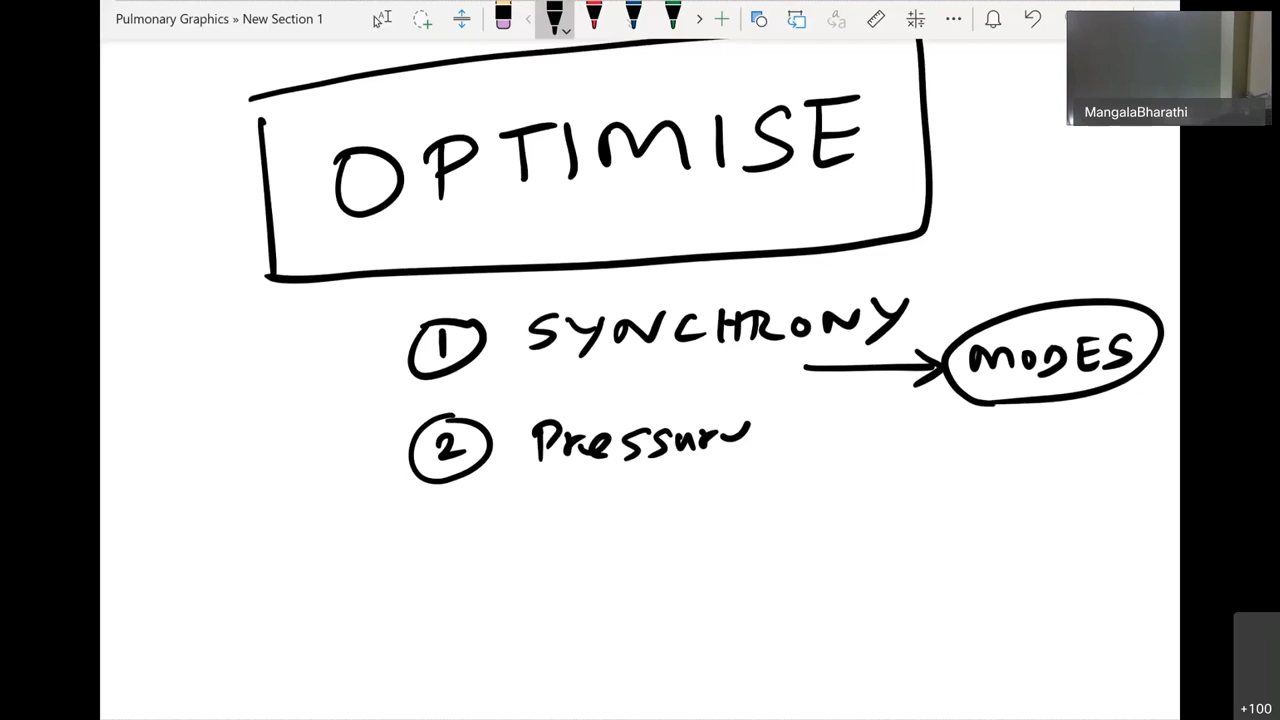 Pulmonary Graphics » New Section 1
MangalaBharathi
OPTIMISE
1 SYNCHRONY
MODES
2 Pressure
+100